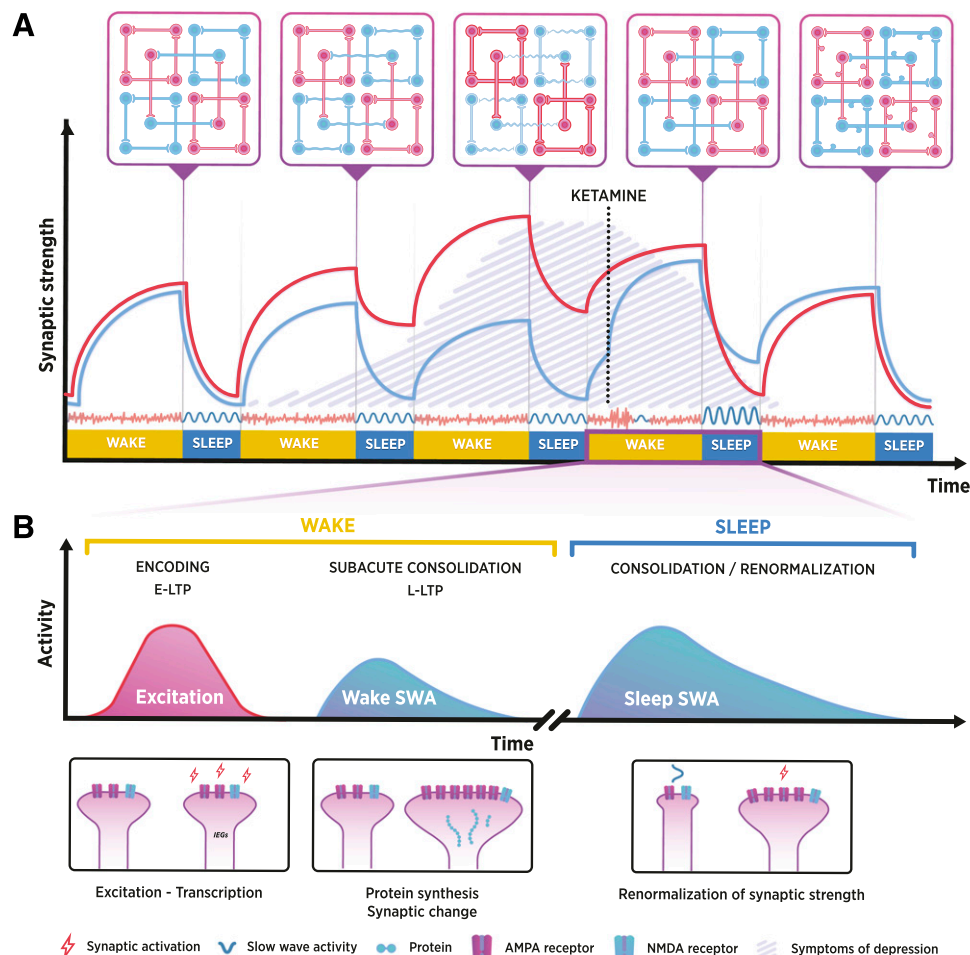 A
KETAMINE
Synaptic strength
WAKE SLEEP WAKE SLEEP WAKE SLEEP WAKE SLEEP WAKE SLEEP
Time
B
WAKE SLEEP
ENCODING SUBACUTE CONSOLIDATION CONSOLIDATION / RENORMALIZATION
E-LTP L-LTP
Activity
Excitation Wake SWA Sleep SWA
Time
IEGs
Excitation - Transcription Protein synthesis Renormalization of synaptic strength
Synaptic change
Synaptic activation Slow wave activity Protein AMPA receptor NMDA receptor Symptoms of depression